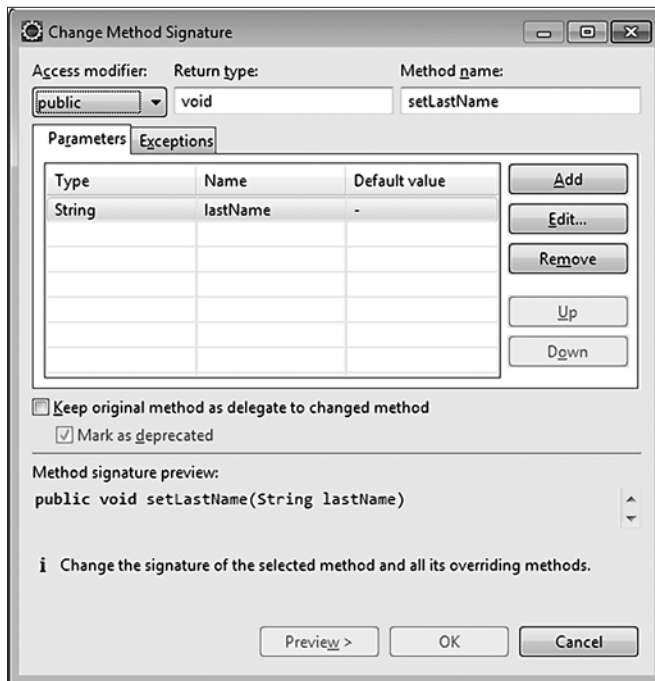 Change Method Signature
Access modifier: Return type: Method name:
public void setLastName
Parameters Exceptions
Type Name Default value
String lastName -
Add
Edit...
Remove
Up
Down
Keep original method as delegate to changed method
Mark as deprecated
Method signature preview:
public void setLastName(String lastName)
i Change the signature of the selected method and all its overriding methods.
Preview > OK Cancel